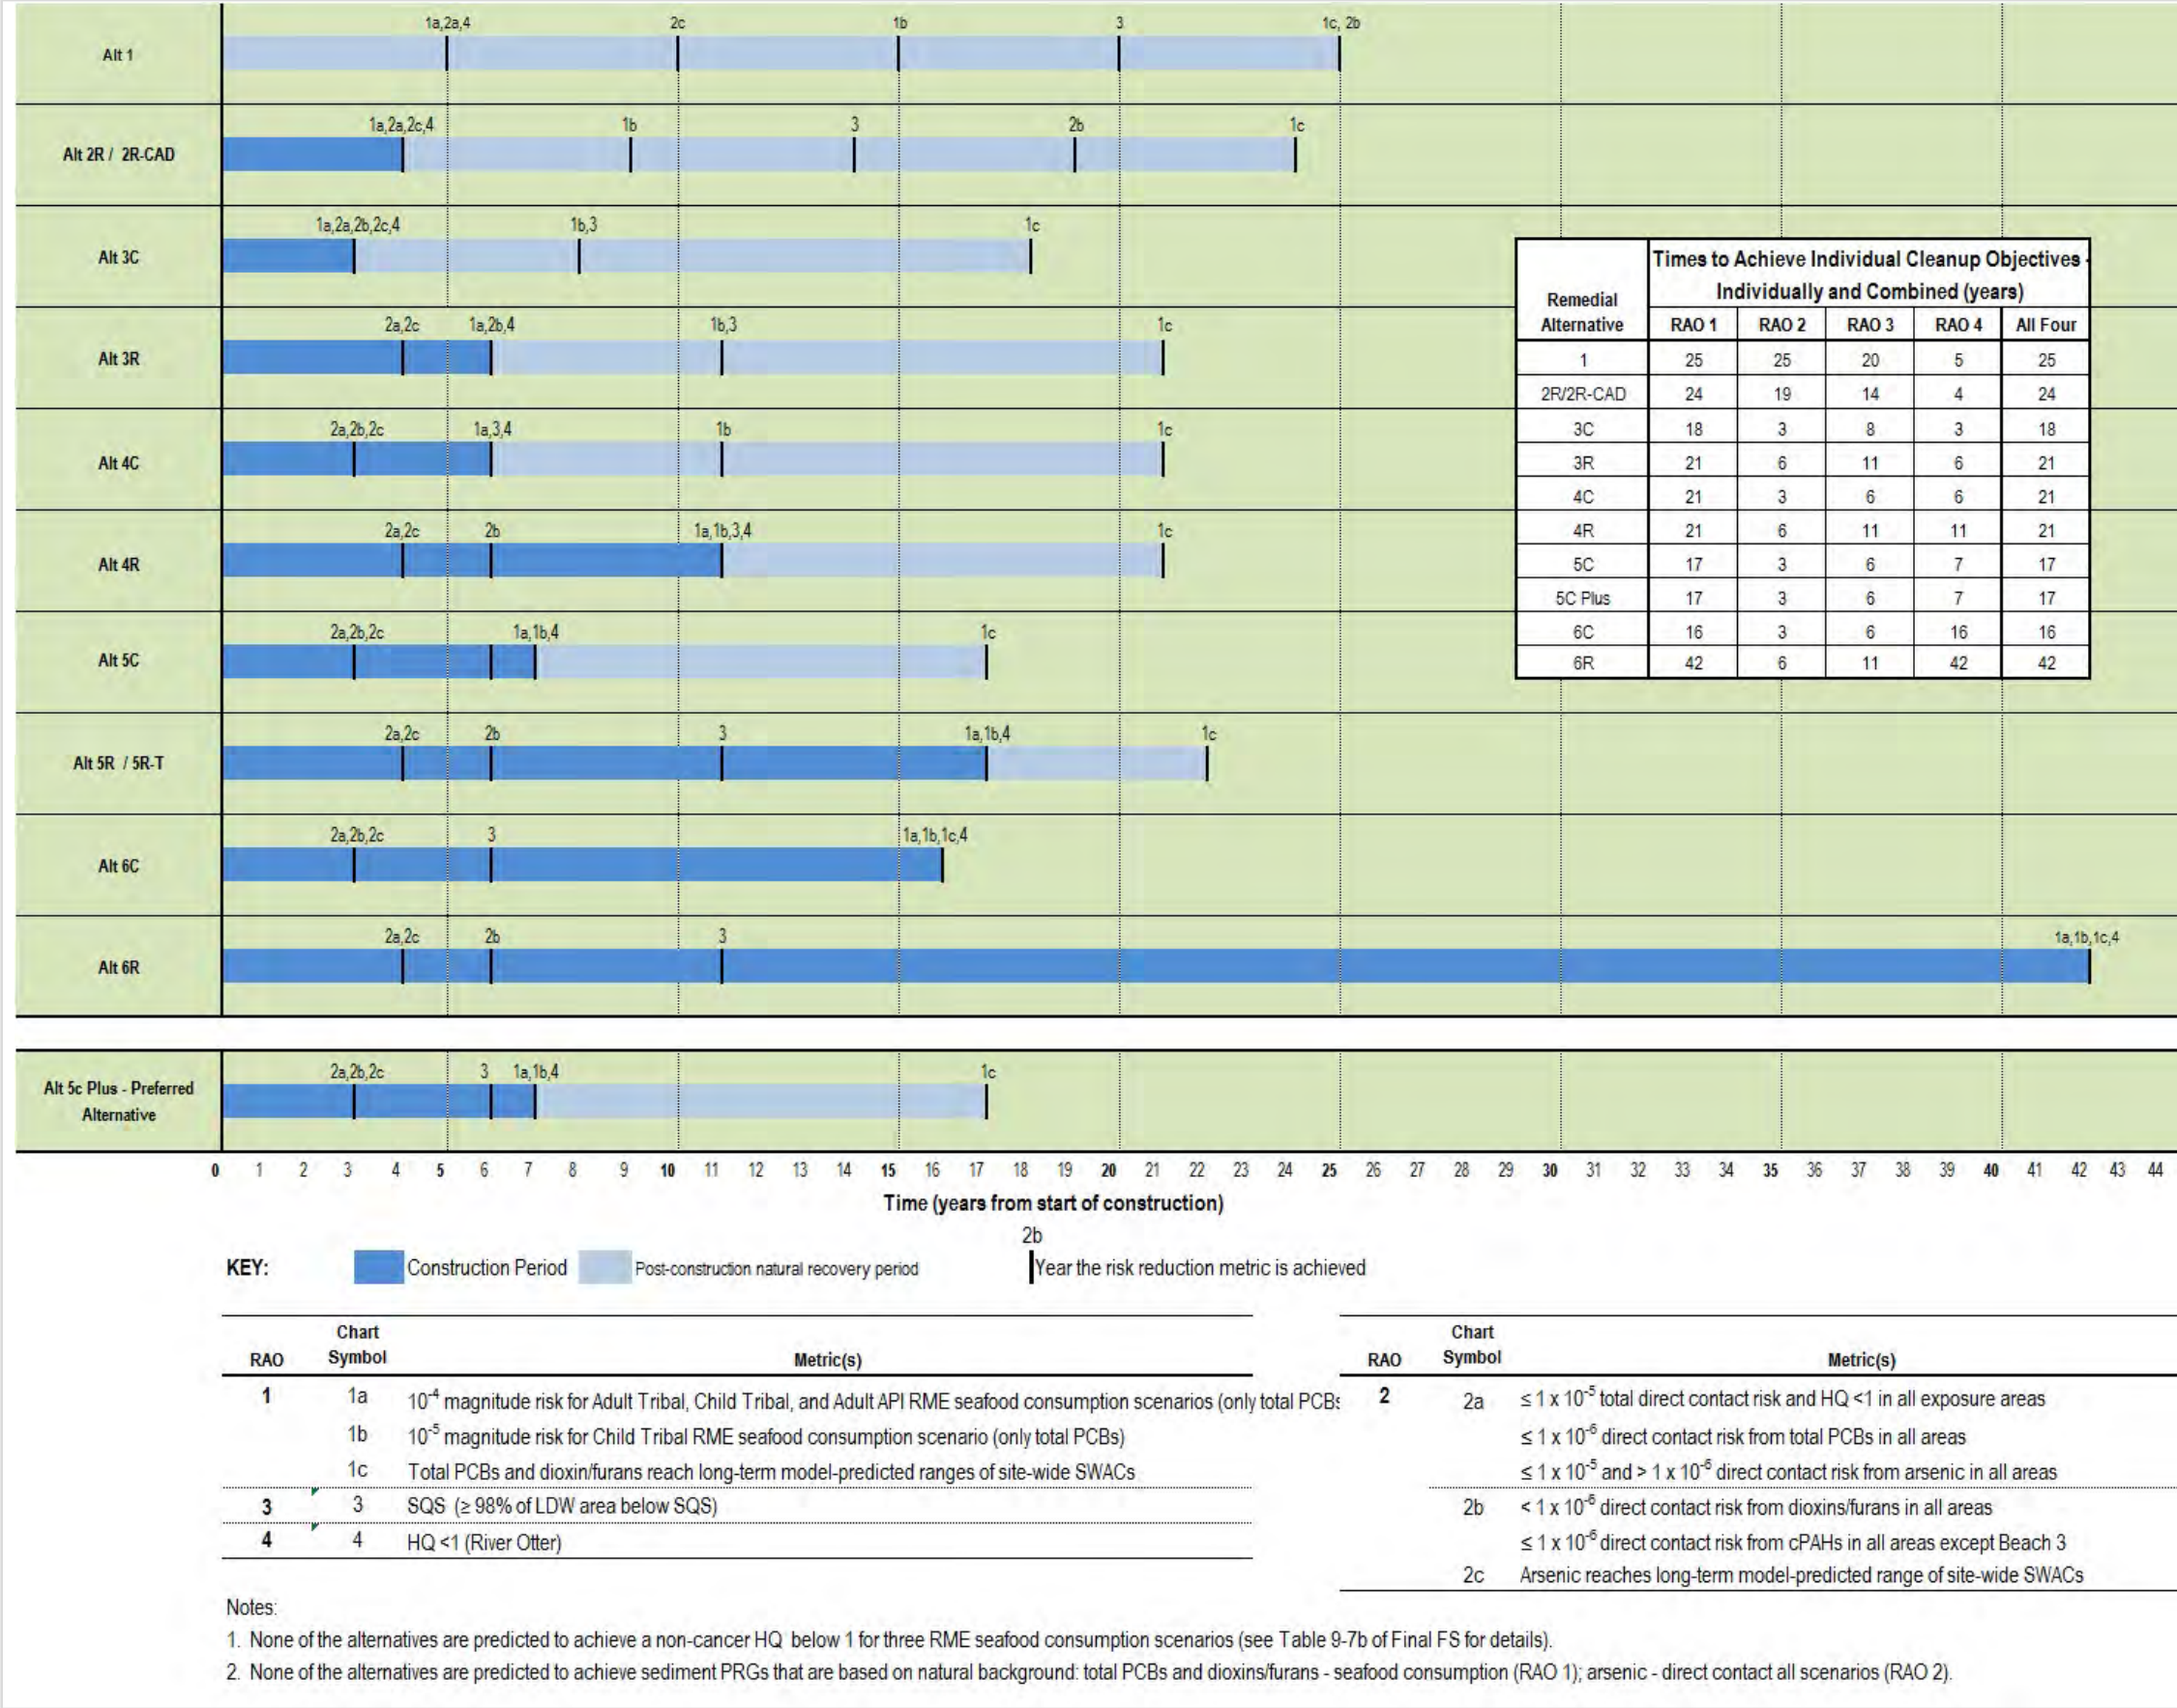 1a,2a,4 2c 1b 3 1c, 2b
Alt 1
1a,2a,2c,4 1b 3 2b 1c
Alt 2R / 2R-CAD
1a,2a,2b,2c,4 1b,3 1c
Alt 3C
2a,2c 1a,2b,4 1b,3 1c
Alt 3R
2a,2b,2c 1a,3,4 1b 1c
Alt 4C
2a,2c 2b 1a,1b,3,4 1c
Alt 4R
2a,2b,2c 1a,1b,4 1c
Alt 5C
2a,2c 2b 3 1a,1b,4 1c
Alt 5R / 5R-T
2a,2b,2c 3 1a,1b,1c,4
Alt 6C
2a,2c 2b 3 1a,1b,1c,4
Alt 6R
Times to Achieve Individual Cleanup Objectives -
Individually and Combined (years)
Remedial
Alternative RAO 1 RAO 2 RAO 3 RAO 4 All Four
1 25 25 20 5 25
2R/2R-CAD 24 19 14 4 24
3C 18 3 8 3 18
3R 21 6 11 6 21
4C 21 3 6 6 21
4R 21 6 11 11 21
5C 17 3 6 7 17
5C Plus 17 3 6 7 17
6C 16 3 6 16 16
6R 42 6 11 42 42
2a,2b,2c 3 1a,1b,4 1c
Alt 5c Plus - Preferred
Alternative
0 1 2 3 4 5 6 7 8 9 10 11 12 13 14 15 16 17 18 19 20 21 22 23 24 25 26 27 28 29 30 31 32 33 34 35 36 37 38 39 40 41 42 43 44
Time (years from start of construction)
2b
KEY: Construction Period Post-construction natural recovery period Year the risk reduction metric is achieved
Chart
RAO Symbol Metric(s)
1 1a 10⁻⁴ magnitude risk for Adult Tribal, Child Tribal, and Adult API RME seafood consumption scenarios (only total PCBs
1b 10⁻⁵ magnitude risk for Child Tribal RME seafood consumption scenario (only total PCBs)
1c Total PCBs and dioxin/furans reach long-term model-predicted ranges of site-wide SWACs
3 3 SQS (≥ 98% of LDW area below SQS)
4 4 HQ <1 (River Otter)
Chart
RAO Symbol Metric(s)
2 2a ≤ 1 x 10⁻⁵ total direct contact risk and HQ <1 in all exposure areas
≤ 1 x 10⁻⁶ direct contact risk from total PCBs in all areas
≤ 1 x 10⁻⁵ and > 1 x 10⁻⁶ direct contact risk from arsenic in all areas
2b < 1 x 10⁻⁶ direct contact risk from dioxins/furans in all areas
≤ 1 x 10⁻⁶ direct contact risk from cPAHs in all areas except Beach 3
2c Arsenic reaches long-term model-predicted range of site-wide SWACs
Notes:
1. None of the alternatives are predicted to achieve a non-cancer HQ below 1 for three RME seafood consumption scenarios (see Table 9-7b of Final FS for details).
2. None of the alternatives are predicted to achieve sediment PRGs that are based on natural background: total PCBs and dioxins/furans - seafood consumption (RAO 1); arsenic - direct contact all scenarios (RAO 2).